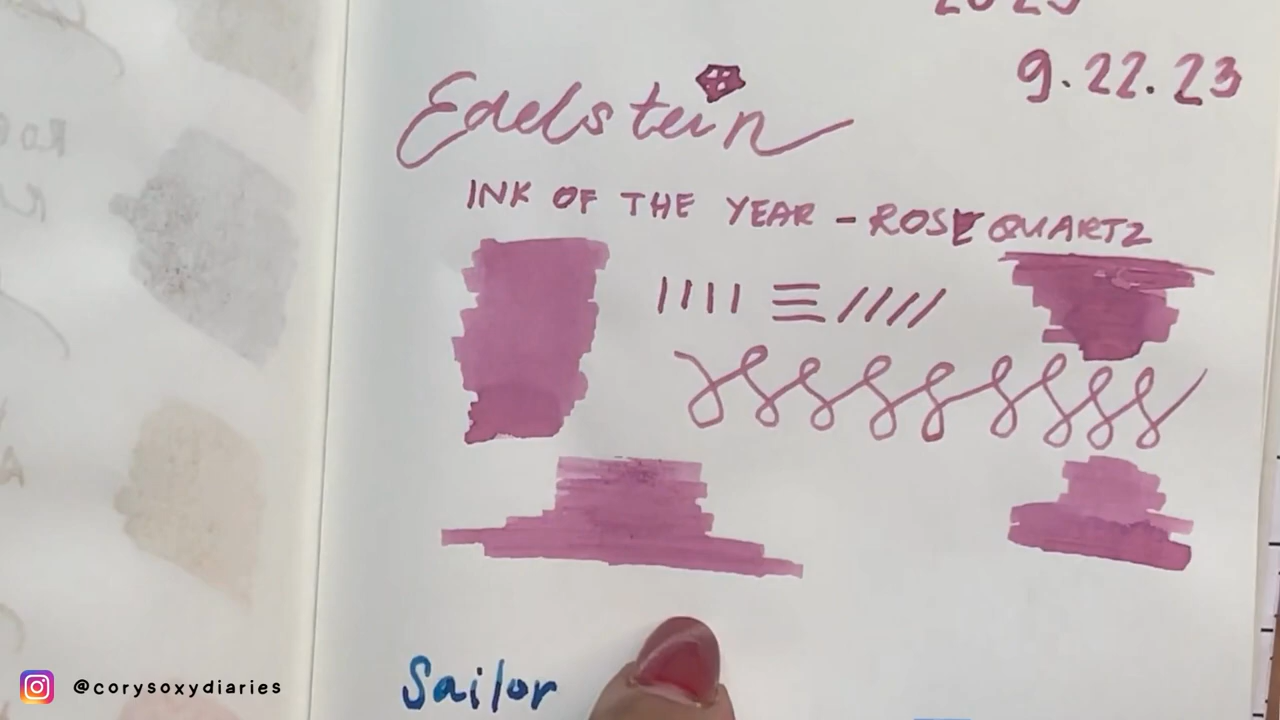 2023
9.22.23
Edelstein
INK OF THE YEAR - ROSE QUARTZ
Sailor
@corysoxydiaries